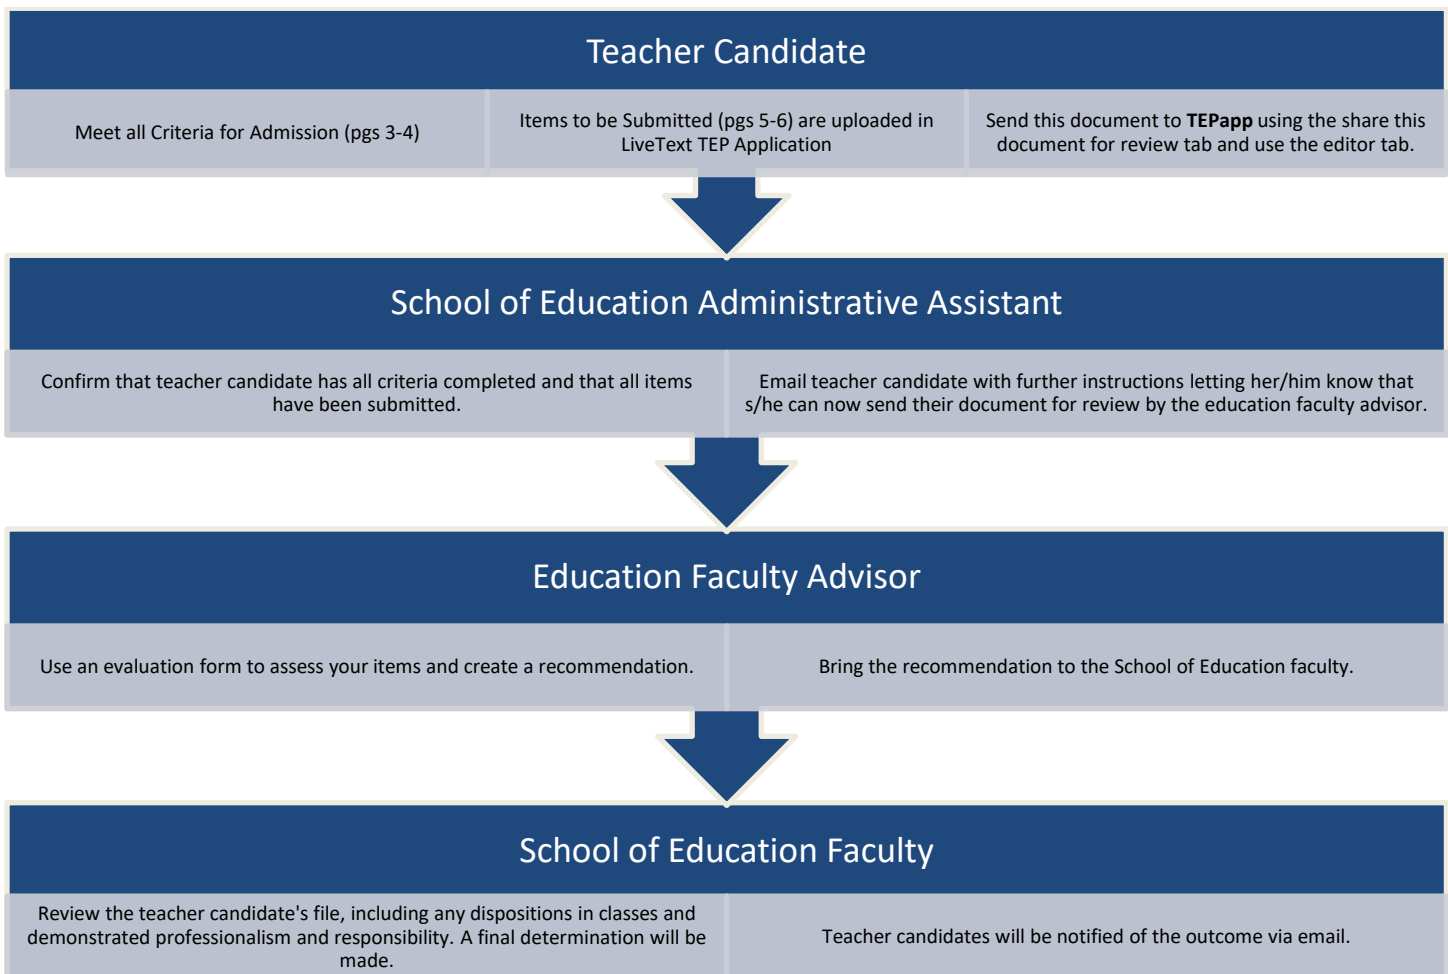 Teacher Candidate
Meet all Criteria for Admission (pgs 3-4)
Items to be Submitted (pgs 5-6) are uploaded in
LiveText TEP Application
Send this document to TEPapp using the share this
document for review tab and use the editor tab.
School of Education Administrative Assistant
Confirm that teacher candidate has all criteria completed and that all items
have been submitted.
Email teacher candidate with further instructions letting her/him know that
s/he can now send their document for review by the education faculty advisor.
Education Faculty Advisor
Use an evaluation form to assess your items and create a recommendation.
Bring the recommendation to the School of Education faculty.
School of Education Faculty
Review the teacher candidate's file, including any dispositions in classes and
demonstrated professionalism and responsibility. A final determination will be
made.
Teacher candidates will be notified of the outcome via email.